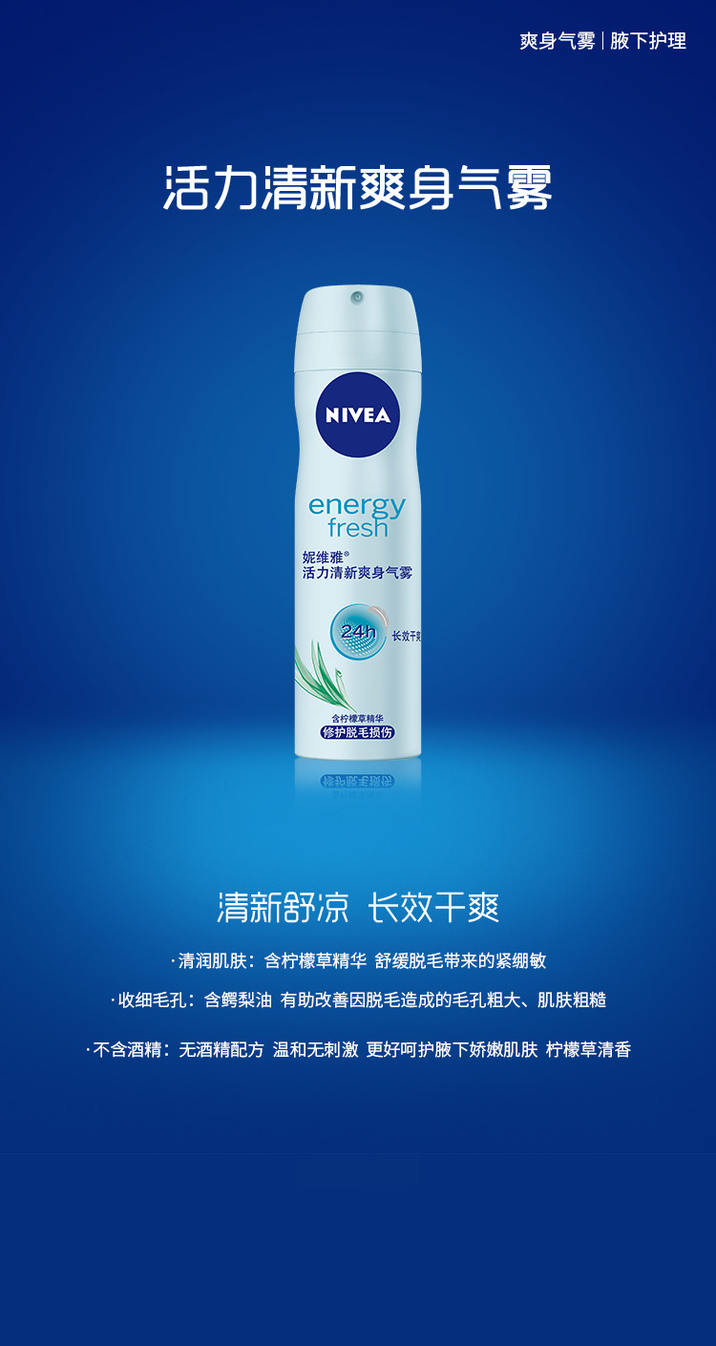 爽身气雾|腋下护理
活力清新爽身气雾
NIVEA
energy
fresh
妮维雅®
活力清新爽身气雾
24h
长效干爽
含柠檬草精华
修护脱毛损伤
清新舒凉 长效干爽
·清润肌肤：含柠檬草精华 舒缓脱毛带来的紧绷敏
·收细毛孔：含鳄梨油 有助改善因脱毛造成的毛孔粗大、肌肤粗糙
·不含酒精：无酒精配方 温和无刺激 更好呵护腋下娇嫩肌肤 柠檬草清香